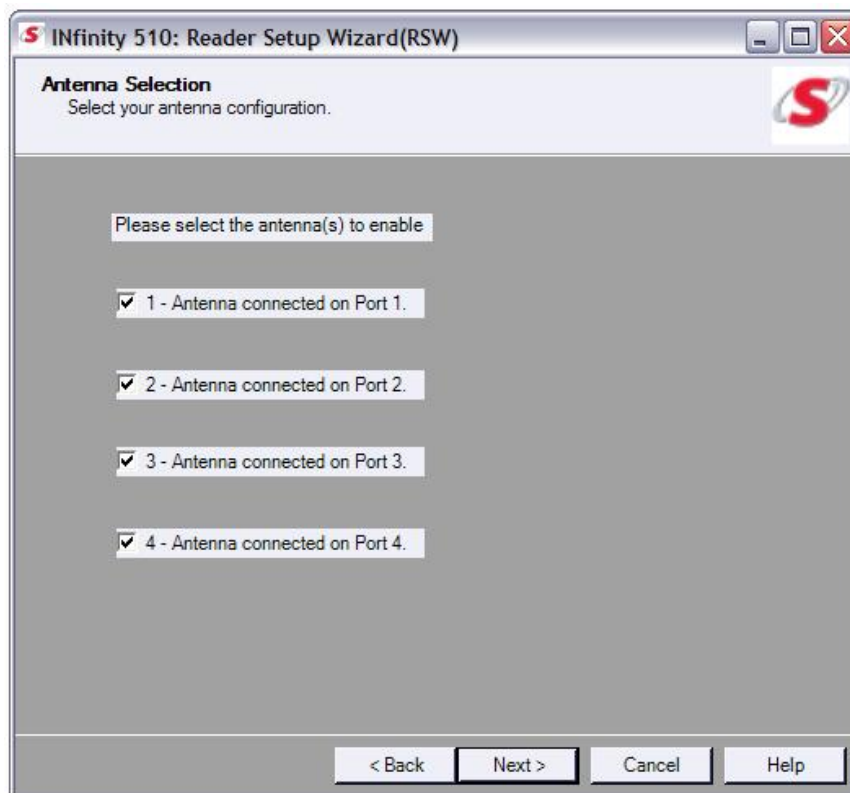 INfinity 510: Reader Setup Wizard(RSW)
Antenna Selection
Select your antenna configuration.
S
Please select the antenna(s) to enable
1 - Antenna connected on Port 1.
2 - Antenna connected on Port 2.
3 - Antenna connected on Port 3.
4 - Antenna connected on Port 4.
< Back Next > Cancel Help